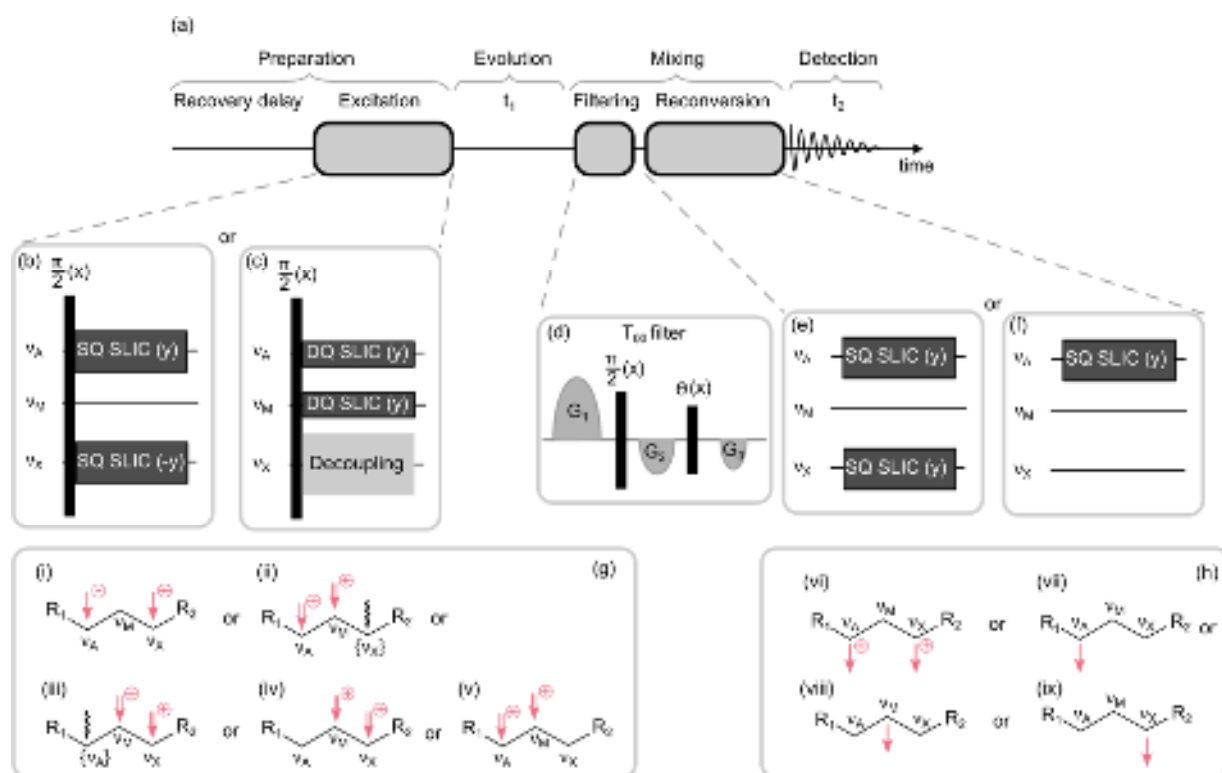 (a)
Preparation Evolution Mixing Detection
Recovery delay Excitation t₁ Filtering Reconversion t₂
time
or
(b) π/2 (x)
νA SQ SLIC (y)
νM
νX SQ SLIC (-y)
(c) π/2 (x)
νA DQ SLIC (y)
νM DQ SLIC (y)
νX Decoupling
(d) T₀₀ filter
π/2 (x) θ(x)
G₁ G₂ G₃
or
(e)
νA SQ SLIC (y)
νM
νX SQ SLIC (y)
(f)
νA SQ SLIC (y)
νM
νX
(g)
(i) R₁ νA νM νX R₂ or
(ii) R₁ νA νM {νX} R₂ or
(iii) R₁ {νA} νM νX R₂ or
(iv) R₁ νA νM νX R₂ or
(v) R₁ νA νM νX R₂
(h)
(vi) R₁ νA νM νX R₂ or
(vii) R₁ νA νM νX R₂ or
(viii) R₁ νA νM νX R₂ or
(ix) R₁ νA νM νX R₂